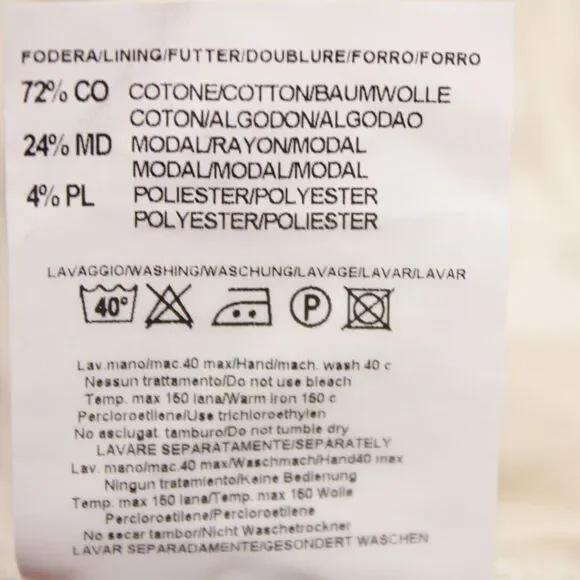 FODERA/LINING/FUTTER/DOUBLURE/FORRO/FORRO
72% CO COTONE/COTTON/BAUMWOLLE
COTON/ALGODON/ALGODAO
24% MD MODAL/RAYON/MODAL
MODAL/MODAL/MODAL
4% PL POLIESTER/POLYESTER
POLYESTER/POLIESTER
LAVAGGIO/WASHING/WASCHUNG/LAVAGE/LAVAR/LAVAR
40° P
Lav.mano/mac.40 max/Hand/mach. wash 40 c
Nessun trattamento/Do not use bleach
Temp. max 150 lana/Warm iron 150 c
Percloroetilene/Use trichloroethylen
No asciugat. tamburo/Do not tumble dry
LAVARE SEPARATAMENTE/SEPARATELY
Lav. mano/mac.40 max/Waschmach/Hand40 max
Ningun tratamiento/Keine Bedienung
Temp. max 150 lana/Temp. max 150 Wolle
Percloroetilene/Percloroetilene
No secar tambor/Nicht Waschetrockner
LAVAR SEPARADAMENTE/GESONDERT WASCHEN